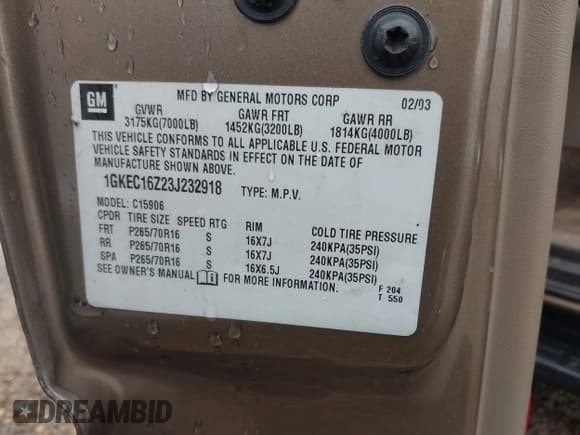 GM
MFD BY GENERAL MOTORS CORP 02/03
GVWR GAWR FRT GAWR RR
3175KG(7000LB) 1452KG(3200LB) 1814KG(4000LB)
THIS VEHICLE CONFORMS TO ALL APPLICABLE U.S. FEDERAL MOTOR
VEHICLE SAFETY STANDARDS IN EFFECT ON THE DATE OF
MANUFACTURE SHOWN ABOVE.
1GKEC16Z23J232918 TYPE: M.P.V.
MODEL: C15906
CPDR TIRE SIZE SPEED RTG RIM COLD TIRE PRESSURE
FRT P265/70R16 S 16X7J 240KPA(35PSI)
RR P265/70R16 S 16X7J 240KPA(35PSI)
SPA P265/70R16 S 16X6.5J 240KPA(35PSI)
SEE OWNER'S MANUAL FOR MORE INFORMATION.
F 204
T 550
DREAMBID